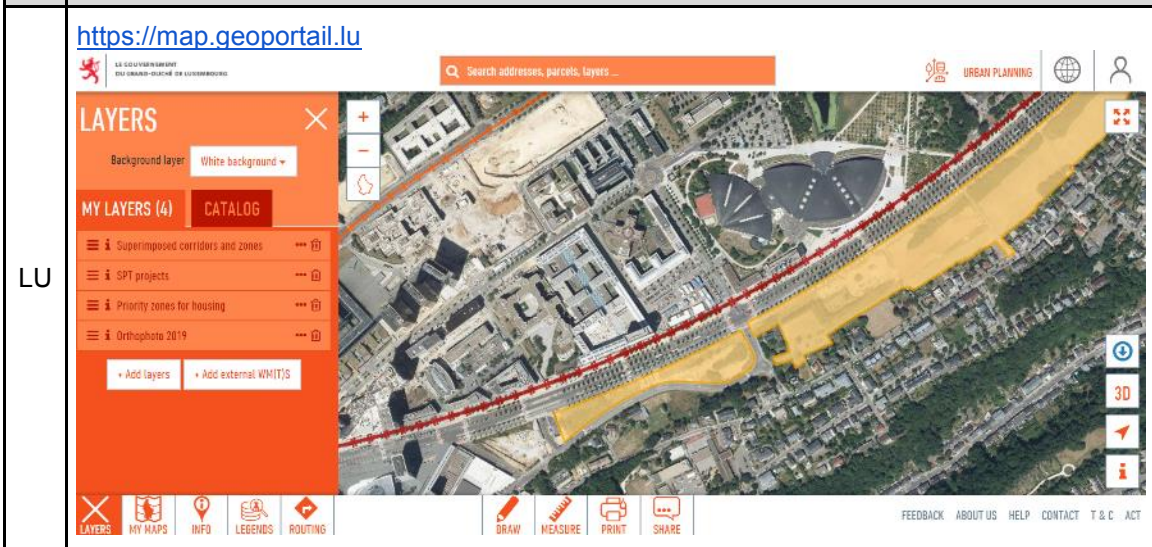 https://map.geoportail.lu
LE GOUVERNEMENT
DU GRAND-DUCHÉ DE LUXEMBOURG
Search addresses, parcels, layers ...
URBAN PLANNING
LAYERS
Background layer White background
MY LAYERS (4) CATALOG
Superimposed corridors and zones
SPT projects
Priority zones for housing
Orthophoto 2019
+ Add layers + Add external WM(T)S
LU
3D
LAYERS MY MAPS INFO LEGENDS ROUTING DRAW MEASURE PRINT SHARE
FEEDBACK ABOUT US HELP CONTACT T & C ACT